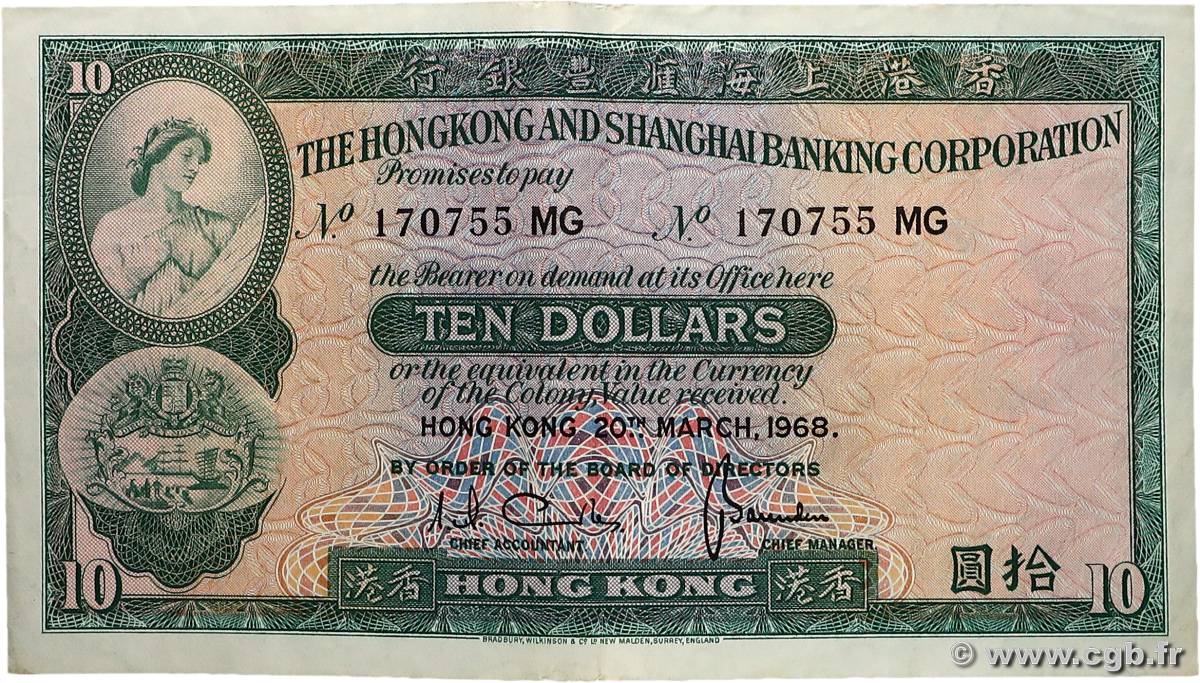 10
行銀豐匯海上港香
THE HONGKONG AND SHANGHAI BANKING CORPORATION
Promises to pay
No. 170755 MG No. 170755 MG
the Bearer on demand at its Office here
TEN DOLLARS
or the equivalent in the Currency
of the Colony, Value received.
HONG KONG, 20TH MARCH, 1968.
BY ORDER OF THE BOARD OF DIRECTORS
CHIEF ACCOUNTANT CHIEF MANAGER
10 港香 HONG KONG 港香 圓拾 10
BRADBURY, WILKINSON & Co. Ld. NEW MALDEN, SURREY, ENGLAND
© www.cgb.fr